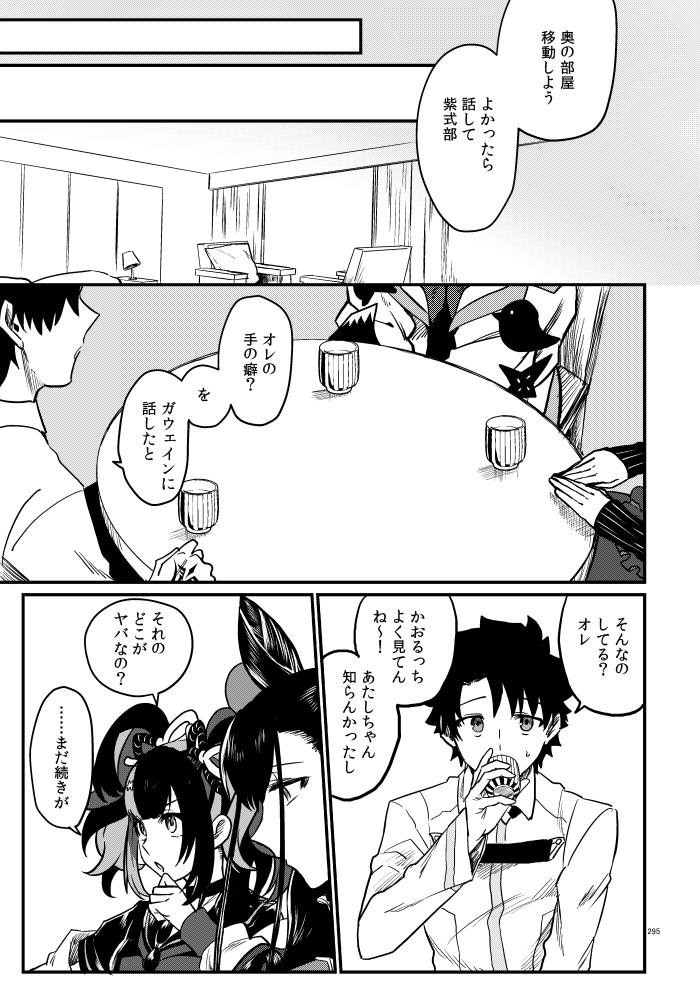 奥の部屋
移動しよう
よかったら
話して
紫式部
オレの
手の癖？
を
ガウェインに
話したと
そんなの
してる？
オレ
かおるっち
よく見てん
ね〜！
あたしちゃん
知らんかったし
それの
どこが
ヤバなの？
……まだ続きが
295